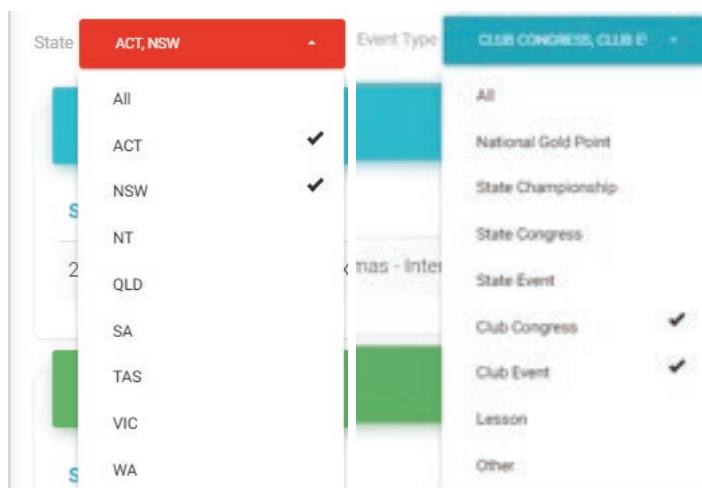 State ACT, NSW
All
ACT
NSW
NT
QLD
SA
TAS
VIC
WA
S
2
S
Event Type CLUB CONGRESS, CLUB E
All
National Gold Point
State Championship
State Congress
State Event
Club Congress
Club Event
Lesson
Other
mas - Inter